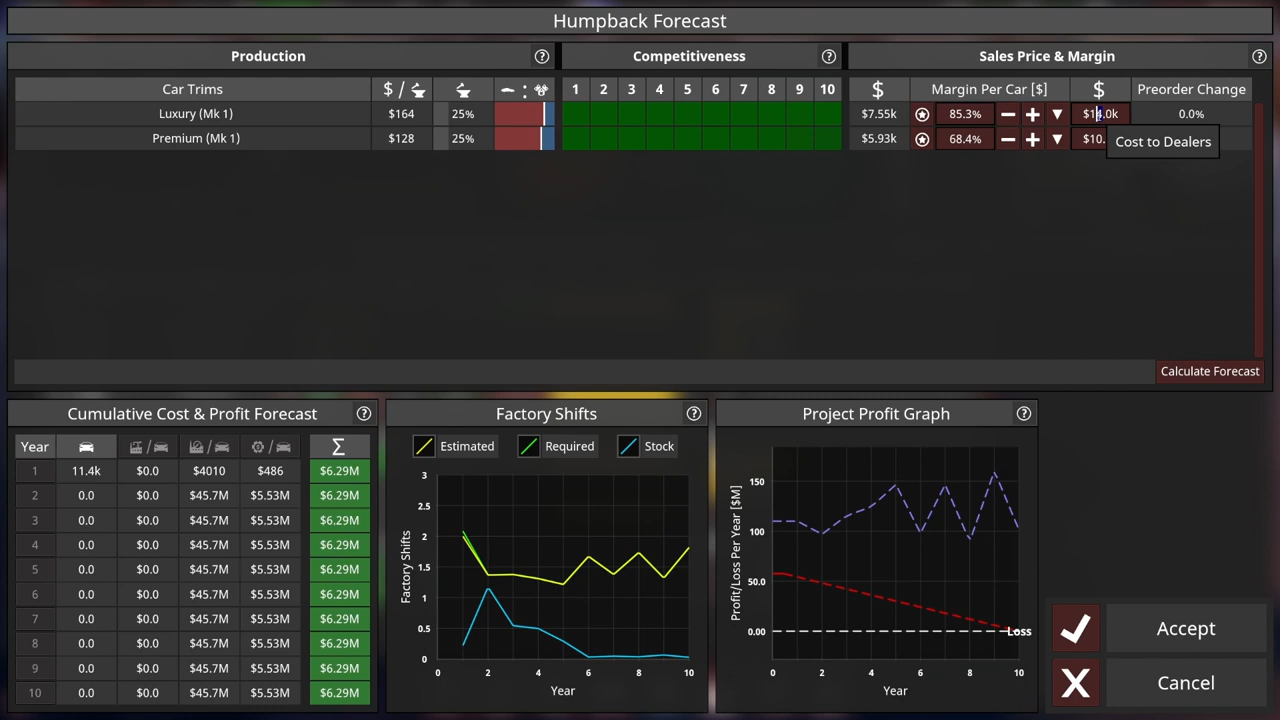 Humpback Forecast
Production ? Competitiveness ? Sales Price & Margin ?
Car Trims $ / 1 2 3 4 5 6 7 8 9 10 $ Margin Per Car [$] $ Preorder Change
Luxury (Mk 1) $164 25% $7.55k 85.3% $14.0k 0.0%
Premium (Mk 1) $128 25% $5.93k 68.4% $10.
Cost to Dealers
Calculate Forecast
Cumulative Cost & Profit Forecast ?
Year / / / Σ
1 11.4k $0.0 $4010 $486 $6.29M
2 0.0 $0.0 $45.7M $5.53M $6.29M
3 0.0 $0.0 $45.7M $5.53M $6.29M
4 0.0 $0.0 $45.7M $5.53M $6.29M
5 0.0 $0.0 $45.7M $5.53M $6.29M
6 0.0 $0.0 $45.7M $5.53M $6.29M
7 0.0 $0.0 $45.7M $5.53M $6.29M
8 0.0 $0.0 $45.7M $5.53M $6.29M
9 0.0 $0.0 $45.7M $5.53M $6.29M
10 0.0 $0.0 $45.7M $5.53M $6.29M
Factory Shifts ?
Estimated Required Stock
Factory Shifts
3
2.5
2
1.5
1
0.5
0
0 2 4 6 8 10
Year
Project Profit Graph ?
Profit/Loss Per Year [$M]
150
100
50.0
0.00
Loss
0 2 4 6 8 10
Year
Accept
Cancel